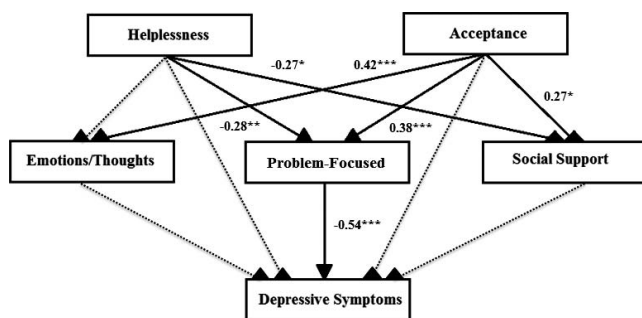 Helplessness
Acceptance
-0.27*
0.42***
0.27*
-0.28**
0.38***
Emotions/Thoughts
Problem-Focused
Social Support
-0.54***
Depressive Symptoms